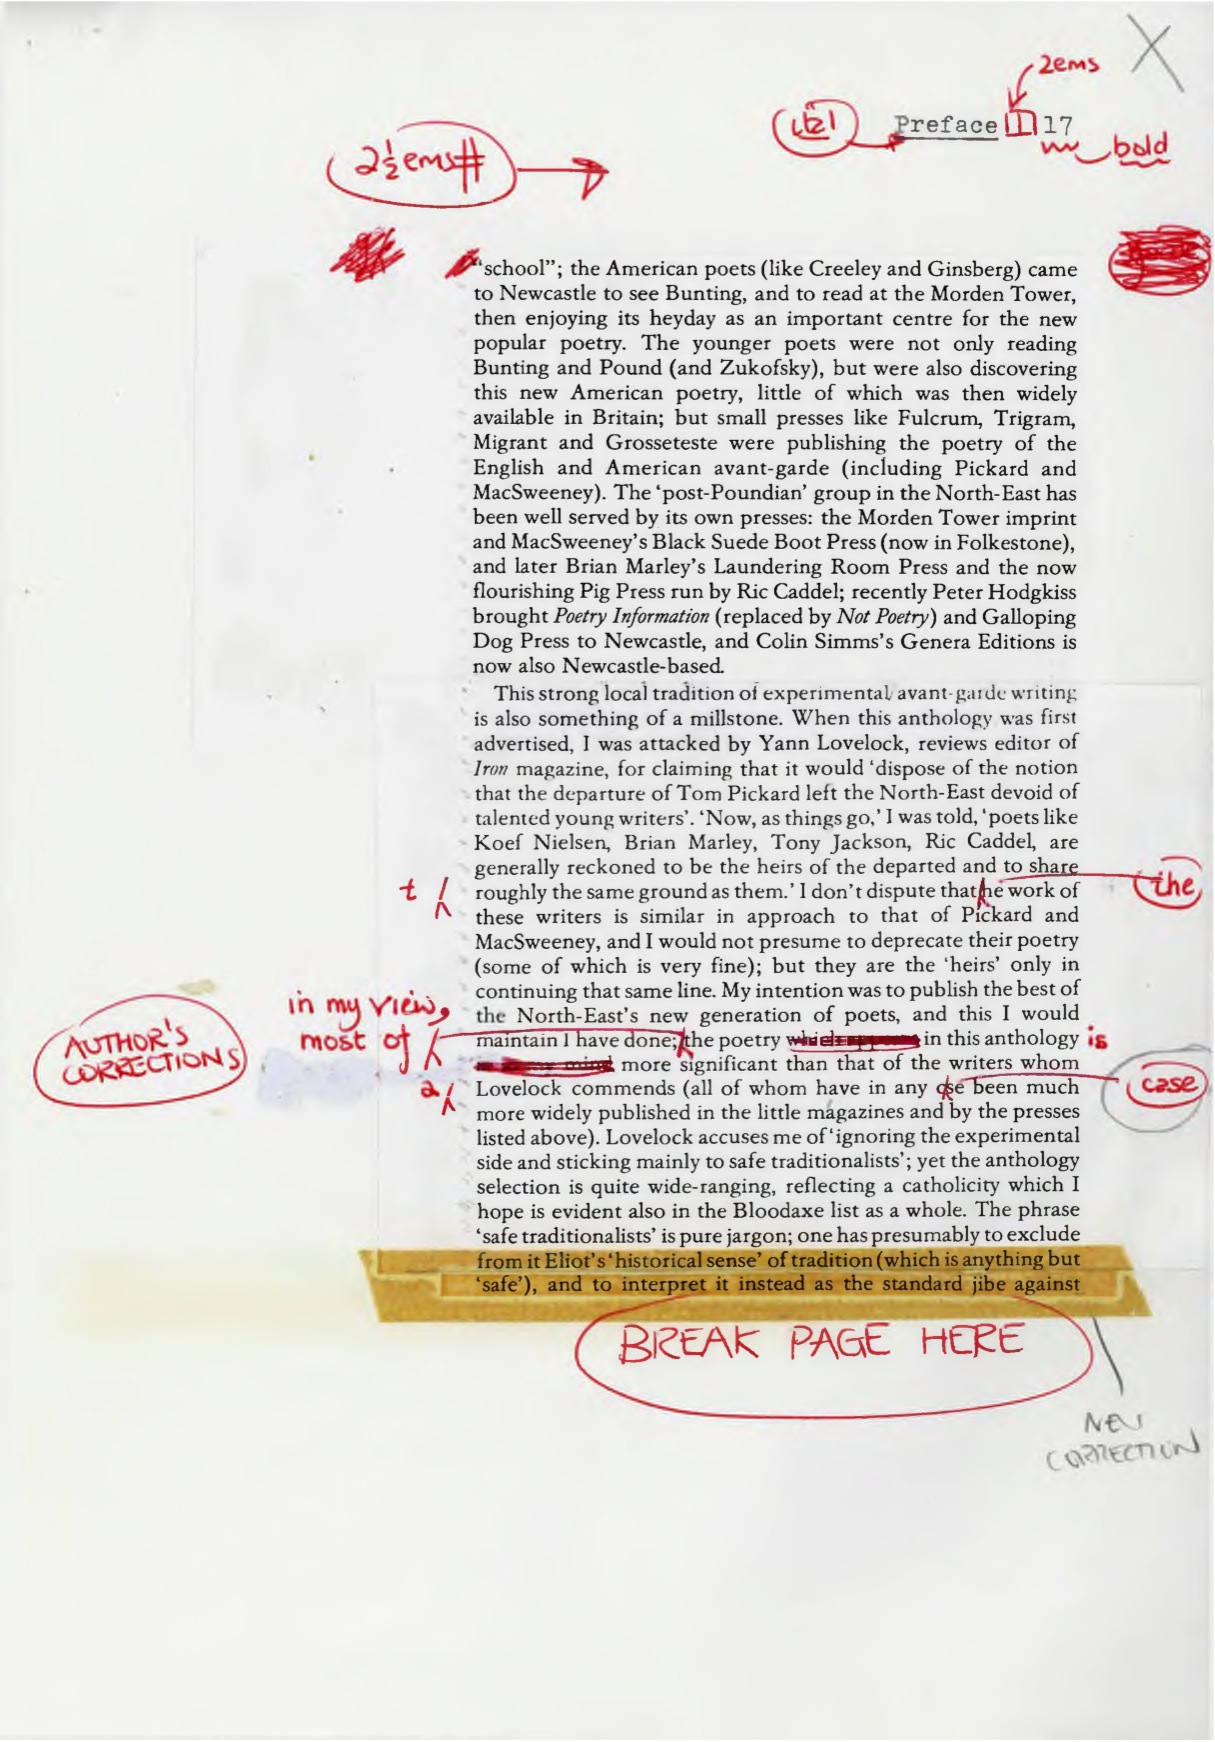 2ems
Preface 17
2½ems#
bold
"school"; the American poets (like Creeley and Ginsberg) came
to Newcastle to see Bunting, and to read at the Morden Tower,
then enjoying its heyday as an important centre for the new
popular poetry. The younger poets were not only reading
Bunting and Pound (and Zukofsky), but were also discovering
this new American poetry, little of which was then widely
available in Britain; but small presses like Fulcrum, Trigram,
Migrant and Grosseteste were publishing the poetry of the
English and American avant-garde (including Pickard and
MacSweeney). The ‘post-Poundian’ group in the North-East has
been well served by its own presses: the Morden Tower imprint
and MacSweeney's Black Suede Boot Press (now in Folkestone),
and later Brian Marley's Laundering Room Press and the now
flourishing Pig Press run by Ric Caddel; recently Peter Hodgkiss
brought Poetry Information (replaced by Not Poetry) and Galloping
Dog Press to Newcastle, and Colin Simms's Genera Editions is
now also Newcastle-based.
This strong local tradition of experimental/avant-garde writing
is also something of a millstone. When this anthology was first
advertised, I was attacked by Yann Lovelock, reviews editor of
Iron magazine, for claiming that it would ‘dispose of the notion
that the departure of Tom Pickard left the North-East devoid of
talented young writers’. ‘Now, as things go,’ I was told, ‘poets like
Koef Nielsen, Brian Marley, Tony Jackson, Ric Caddel, are
generally reckoned to be the heirs of the departed and to share
t roughly the same ground as them.’ I don't dispute that he work of the
these writers is similar in approach to that of Pickard and
MacSweeney, and I would not presume to deprecate their poetry
(some of which is very fine); but they are the ‘heirs’ only in
continuing that same line. My intention was to publish the best of
in my view, the North-East's new generation of poets, and this I would
most of maintain I have done; the poetry in this anthology is
AUTHOR'S
CORRECTIONS
more significant than that of the writers whom
a Lovelock commends (all of whom have in any cse been much case
more widely published in the little magazines and by the presses
listed above). Lovelock accuses me of ‘ignoring the experimental
side and sticking mainly to safe traditionalists’; yet the anthology
selection is quite wide-ranging, reflecting a catholicity which I
hope is evident also in the Bloodaxe list as a whole. The phrase
‘safe traditionalists’ is pure jargon; one has presumably to exclude
from it Eliot's ‘historical sense’ of tradition (which is anything but
‘safe’), and to interpret it instead as the standard jibe against
BREAK PAGE HERE
NEW
CORRECTION